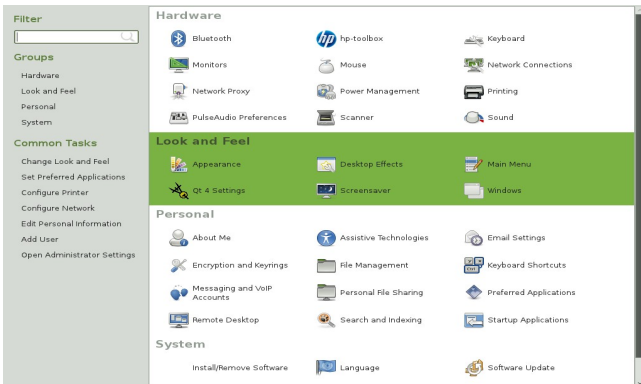 Filter
Groups
Hardware
Look and Feel
Personal
System
Common Tasks
Change Look and Feel
Set Preferred Applications
Configure Printer
Configure Network
Edit Personal Information
Add User
Open Administrator Settings
Hardware
Bluetooth
hp-toolbox
Keyboard
Monitors
Mouse
Network Connections
Network Proxy
Power Management
Printing
PulseAudio Preferences
Scanner
Sound
Look and Feel
Appearance
Desktop Effects
Main Menu
Qt 4 Settings
Screensaver
Windows
Personal
About Me
Assistive Technologies
Email Settings
Encryption and Keyrings
File Management
Keyboard Shortcuts
Messaging and VoIP
Accounts
Personal File Sharing
Preferred Applications
Remote Desktop
Search and Indexing
Startup Applications
System
Install/Remove Software
Language
Software Update